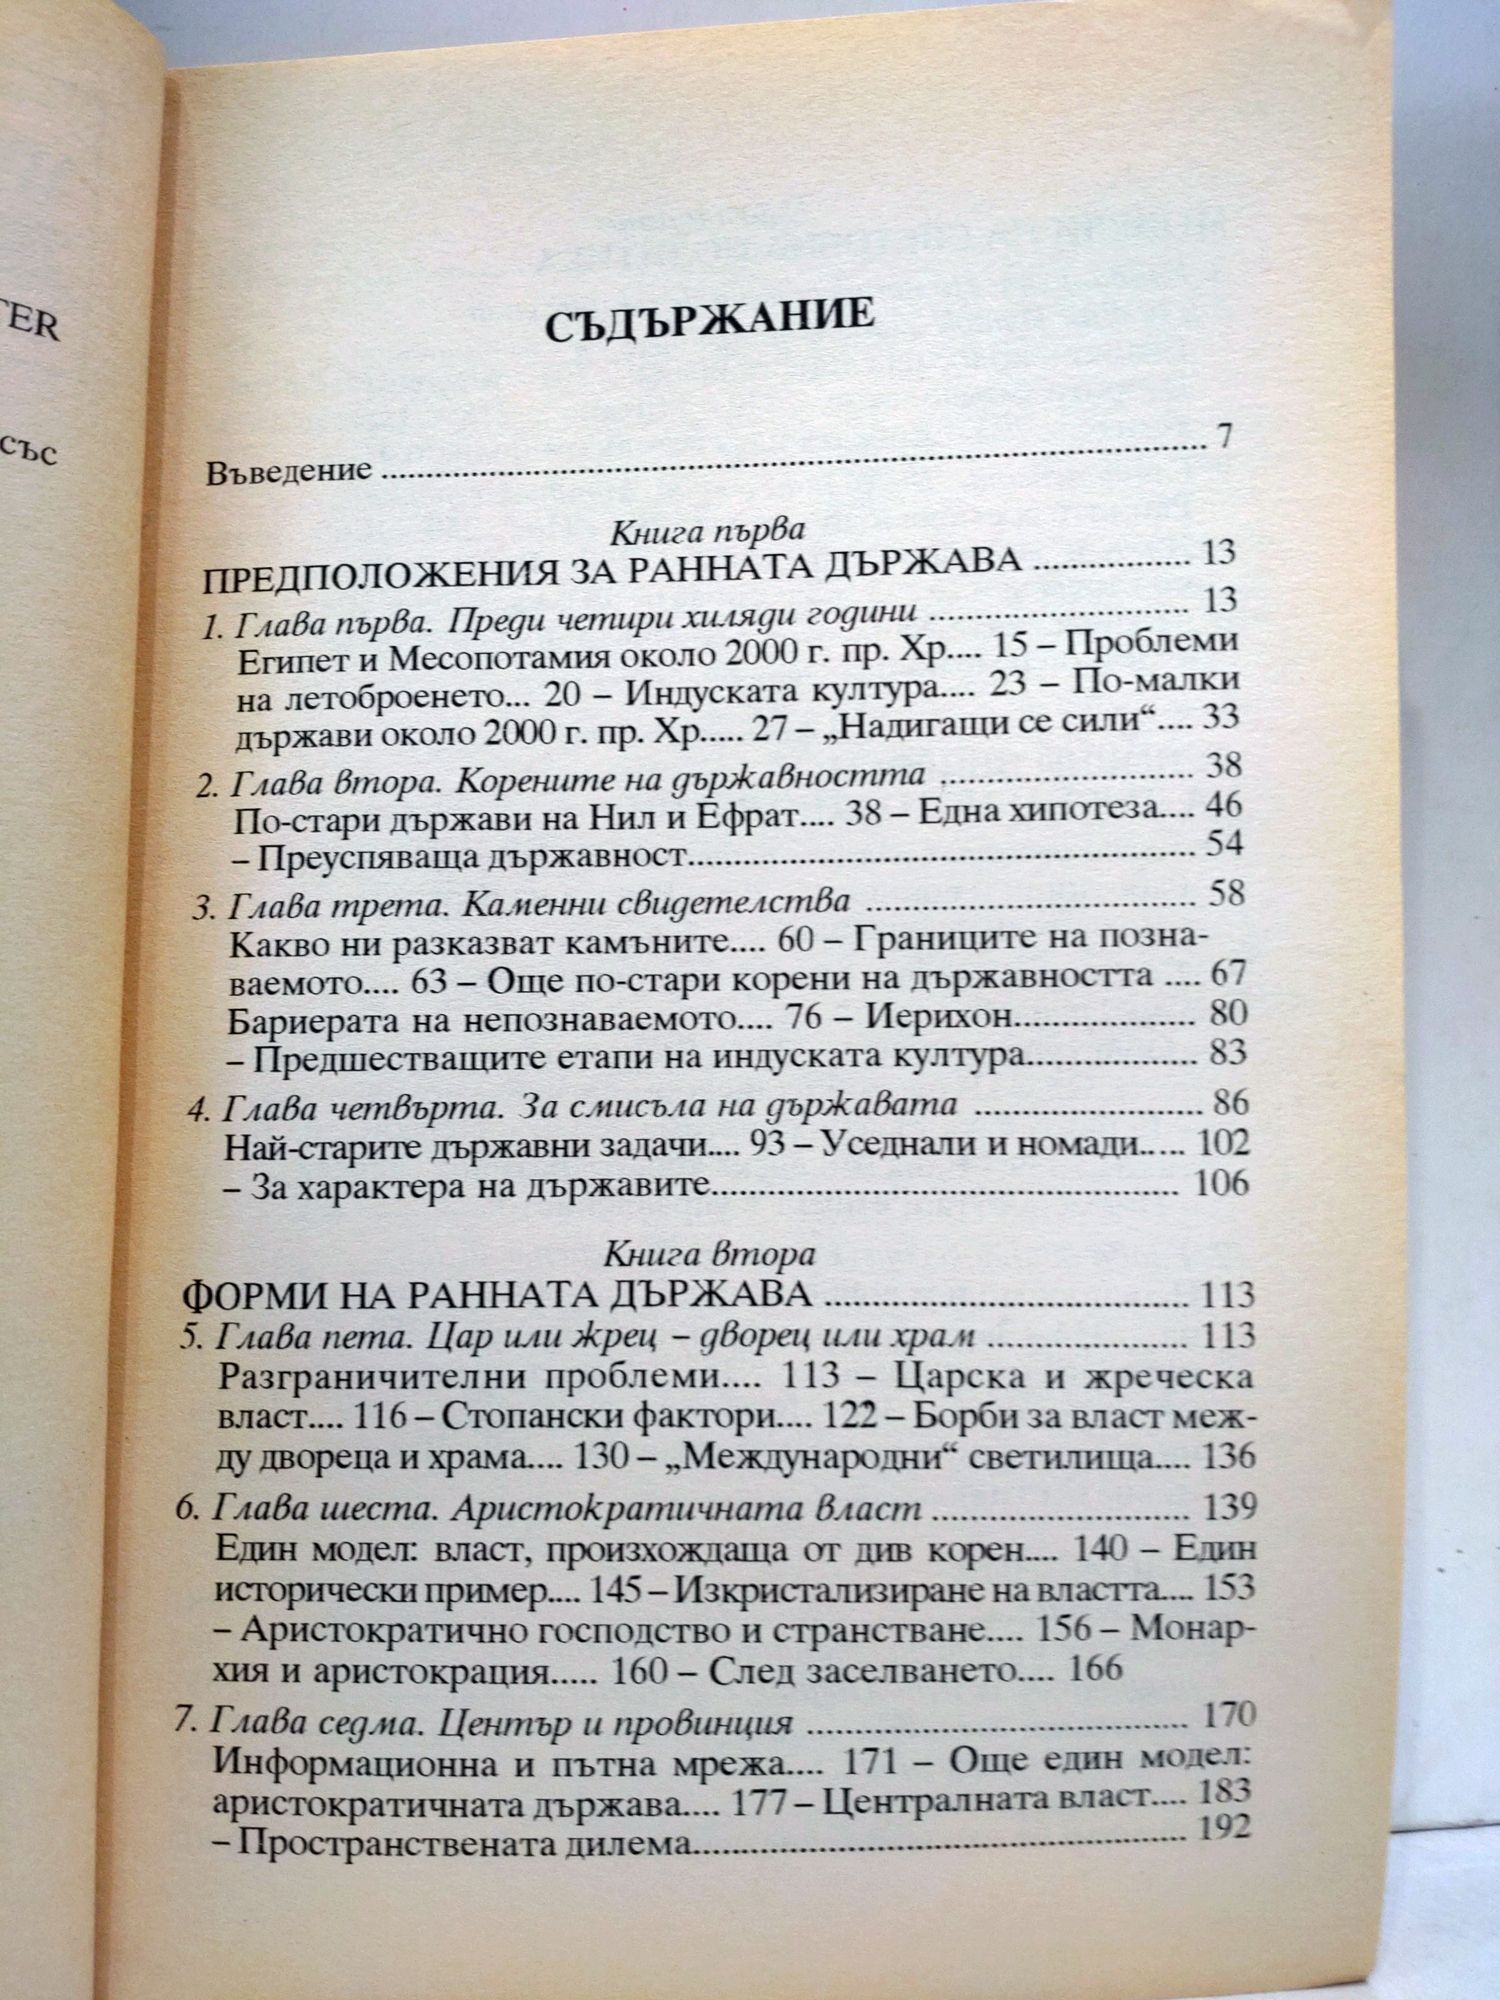 TER
със
СЪДЪРЖАНИЕ
Въведение ........ 7
Книга първа
ПРЕДПОЛОЖЕНИЯ ЗА РАННАТА ДЪРЖАВА ........ 13
1. Глава първа. Преди четири хиляди години ........ 13
Египет и Месопотамия около 2000 г. пр. Хр.... 15 – Проблеми
на летоброенето... 20 – Индуската култура.... 23 – По-малки
държави около 2000 г. пр. Хр..... 27 – „Надигащи се сили“.... 33
2. Глава втора. Корените на държавността ........ 38
По-стари държави на Нил и Ефрат.... 38 – Една хипотеза.... 46
– Преуспяваща държавност........ 54
3. Глава трета. Каменни свидетелства ........ 58
Какво ни разказват камъните.... 60 – Границите на позна-
ваемото.... 63 – Още по-стари корени на държавността .... 67
Бариерата на непознаваемото.... 76 – Иерихон........ 80
– Предшестващите етапи на индуската култура........ 83
4. Глава четвърта. За смисъла на държавата ........ 86
Най-старите държавни задачи.... 93 – Уседнали и номади..... 102
– За характера на държавите........ 106
Книга втора
ФОРМИ НА РАННАТА ДЪРЖАВА ........ 113
5. Глава пета. Цар или жрец – дворец или храм ........ 113
Разграничителни проблеми.... 113 – Царска и жреческа
власт.... 116 – Стопански фактори.... 122 – Борби за власт меж-
ду двореца и храма.... 130 – „Международни“ светилища.... 136
6. Глава шеста. Аристократичната власт ........ 139
Един модел: власт, произхождаща от див корен.... 140 – Един
исторически пример.... 145 – Изкристализиране на властта.... 153
– Аристократично господство и странстване.... 156 – Монар-
хия и аристокрация..... 160 – След заселването.... 166
7. Глава седма. Център и провинция ........ 170
Информационна и пътна мрежа.... 171 – Още един модел:
аристократичната държава.... 177 – Централната власт.... 183
– Пространствената дилема........ 192